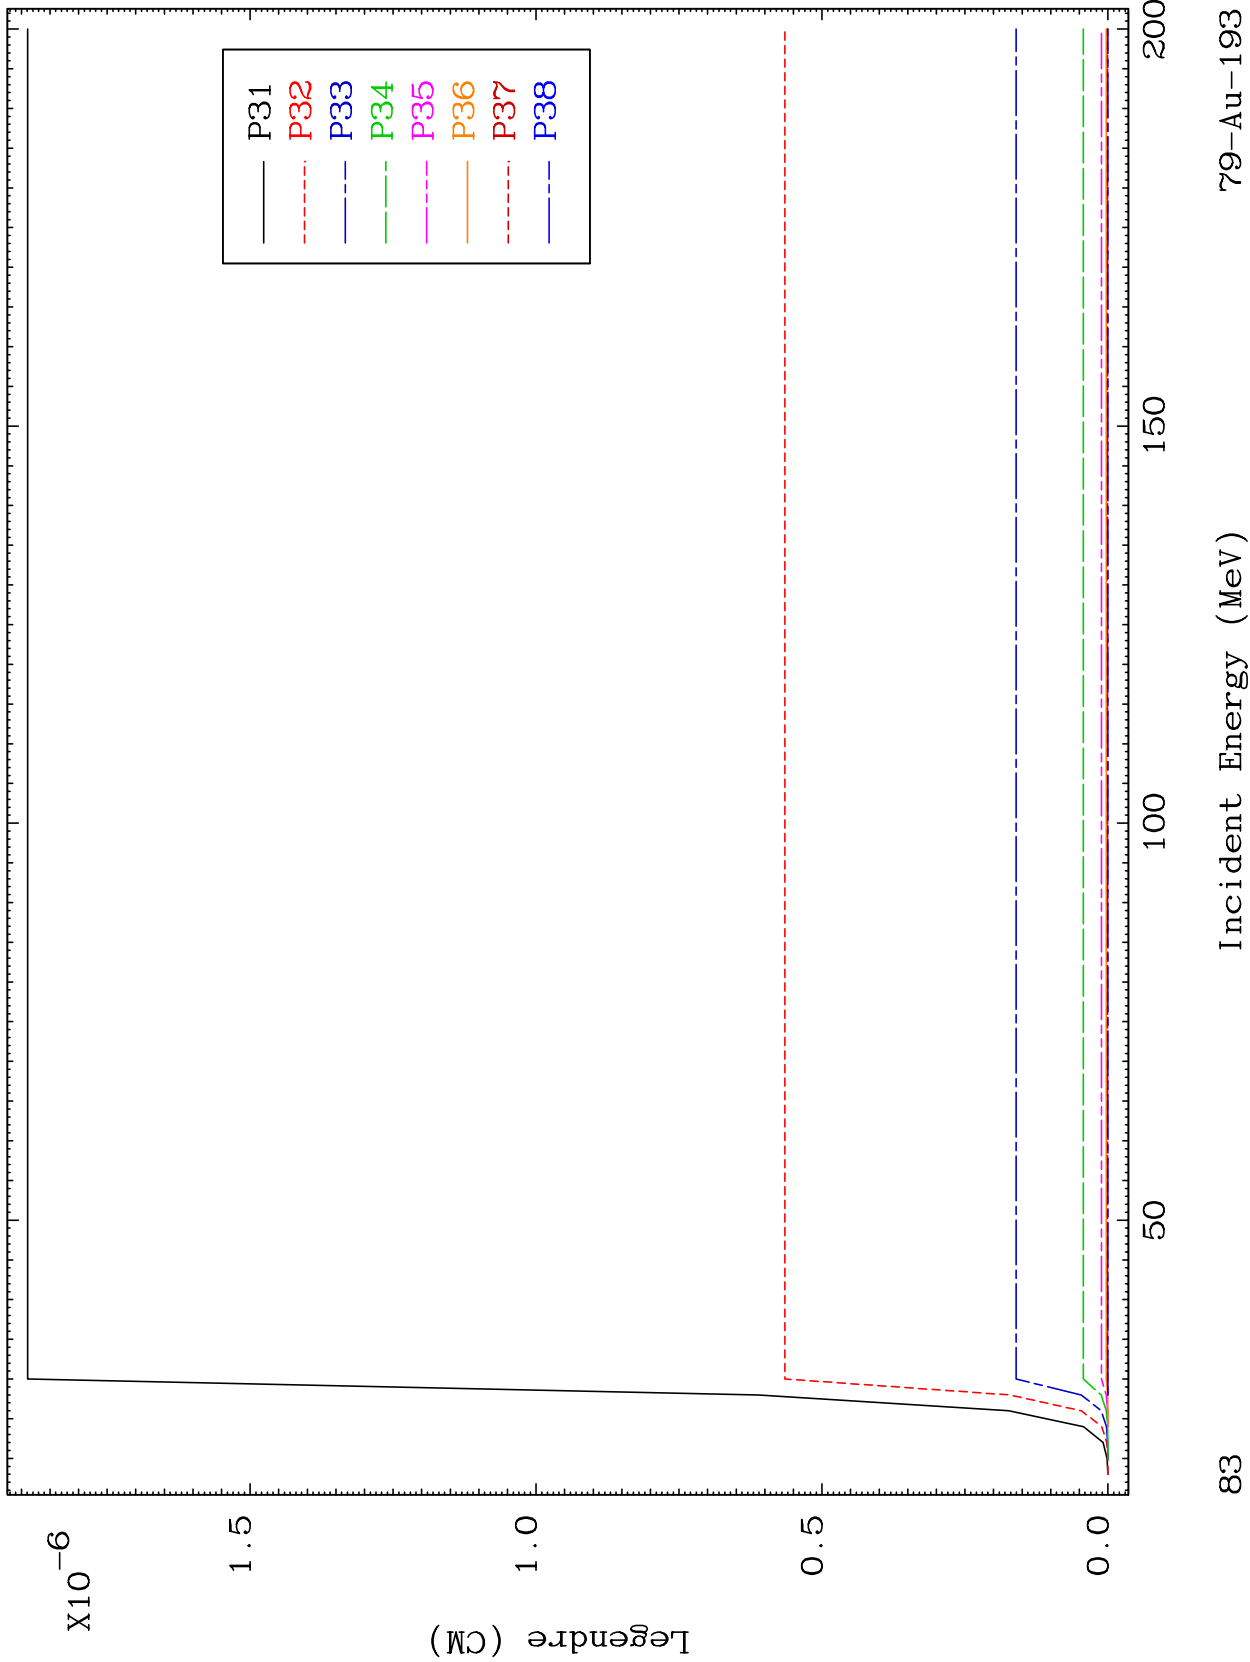 X10-6
1.5
1.0
0.5
0.0
Legendre (CM)
P31
P32
P33
P34
P35
P36
P37
P38
50
100
150
200
83
Incident Energy (MeV)
79-Au-193